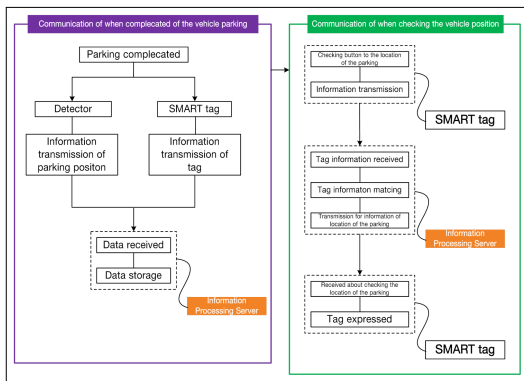 Communication of when complecated of the vehicle parking
Parking complecated
Detector
SMART tag
Information
transmission of
parking positon
Information
transmission of
tag
Data received
Data storage
Information
Processing Server
Communication of when checking the vehicle position
Checking button to the location
of the parking
Information transmission
SMART tag
Tag information received
Tag informaton matcing
Transmission for information of
location of the parking
Information
Processing Server
Received about checking the
location of the parking
Tag expressed
SMART tag